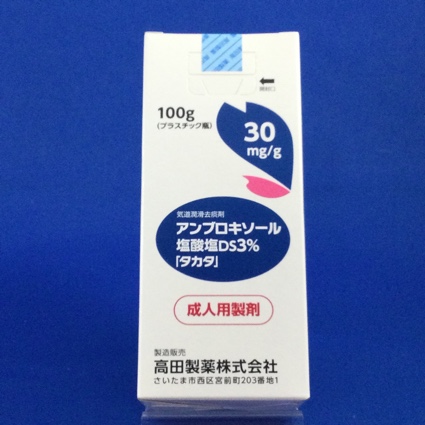 100g
(プラスチック瓶)
30
mg/g
気道潤滑去痰剤
アンブロキソール
塩酸塩DS3%
「タカタ」
成人用製剤
製造販売
高田製薬株式会社
さいたま市西区宮前町203番地1